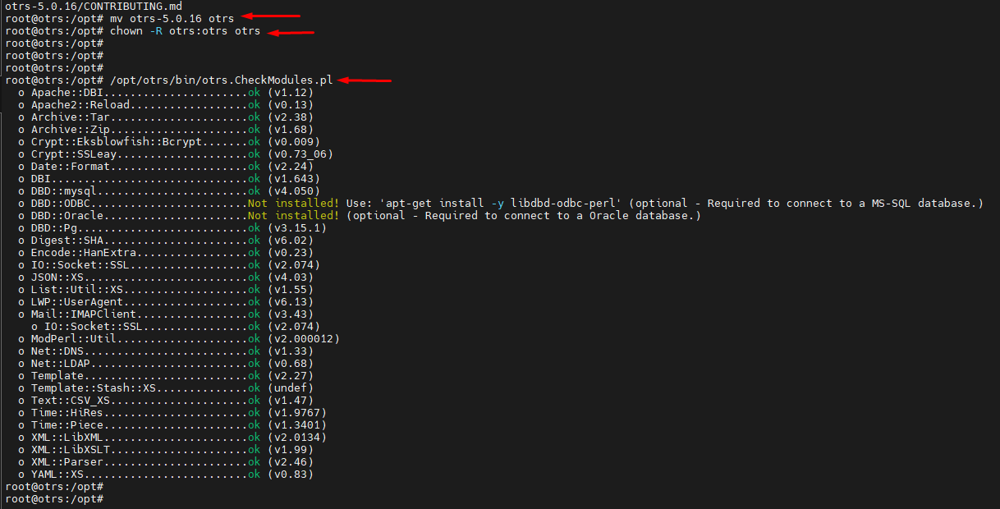 otrs-5.0.16/CONTRIBUTING.md
root@otrs:/opt# mv otrs-5.0.16 otrs
root@otrs:/opt# chown -R otrs:otrs otrs
root@otrs:/opt#
root@otrs:/opt#
root@otrs:/opt#
root@otrs:/opt# /opt/otrs/bin/otrs.CheckModules.pl
  o Apache::DBI......................ok (v1.12)
  o Apache2::Reload..................ok (v0.13)
  o Archive::Tar.....................ok (v2.38)
  o Archive::Zip.....................ok (v1.68)
  o Crypt::Eksblowfish::Bcrypt.......ok (v0.009)
  o Crypt::SSLeay....................ok (v0.73_06)
  o Date::Format.....................ok (v2.24)
  o DBI..............................ok (v1.643)
  o DBD::mysql.......................ok (v4.050)
  o DBD::ODBC........................Not installed! Use: 'apt-get install -y libdbd-odbc-perl' (optional - Required to connect to a MS-SQL database.)
  o DBD::Oracle......................Not installed! (optional - Required to connect to a Oracle database.)
  o DBD::Pg..........................ok (v3.15.1)
  o Digest::SHA......................ok (v6.02)
  o Encode::HanExtra.................ok (v0.23)
  o IO::Socket::SSL..................ok (v2.074)
  o JSON::XS.........................ok (v4.03)
  o List::Util::XS...................ok (v1.55)
  o LWP::UserAgent...................ok (v6.13)
  o Mail::IMAPClient.................ok (v3.43)
    o IO::Socket::SSL................ok (v2.074)
  o ModPerl::Util....................ok (v2.000012)
  o Net::DNS.........................ok (v1.33)
  o Net::LDAP........................ok (v0.68)
  o Template.........................ok (v2.27)
  o Template::Stash::XS..............ok (undef)
  o Text::CSV_XS.....................ok (v1.47)
  o Time::HiRes......................ok (v1.9767)
  o Time::Piece......................ok (v1.3401)
  o XML::LibXML......................ok (v2.0134)
  o XML::LibXSLT.....................ok (v1.99)
  o XML::Parser......................ok (v2.46)
  o YAML::XS.........................ok (v0.83)
root@otrs:/opt#
root@otrs:/opt#